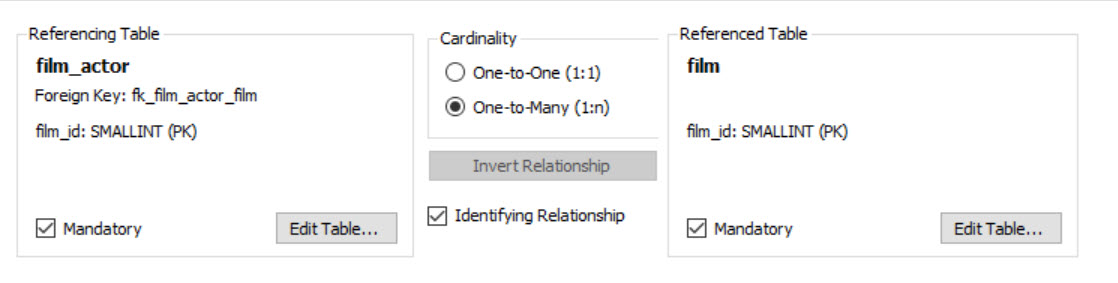 Referencing Table
film_actor
Foreign Key: fk_film_actor_film
film_id: SMALLINT (PK)
Mandatory
Edit Table...
Cardinality
One-to-One (1:1)
One-to-Many (1:n)
Invert Relationship
Identifying Relationship
Referenced Table
film
film_id: SMALLINT (PK)
Mandatory
Edit Table...